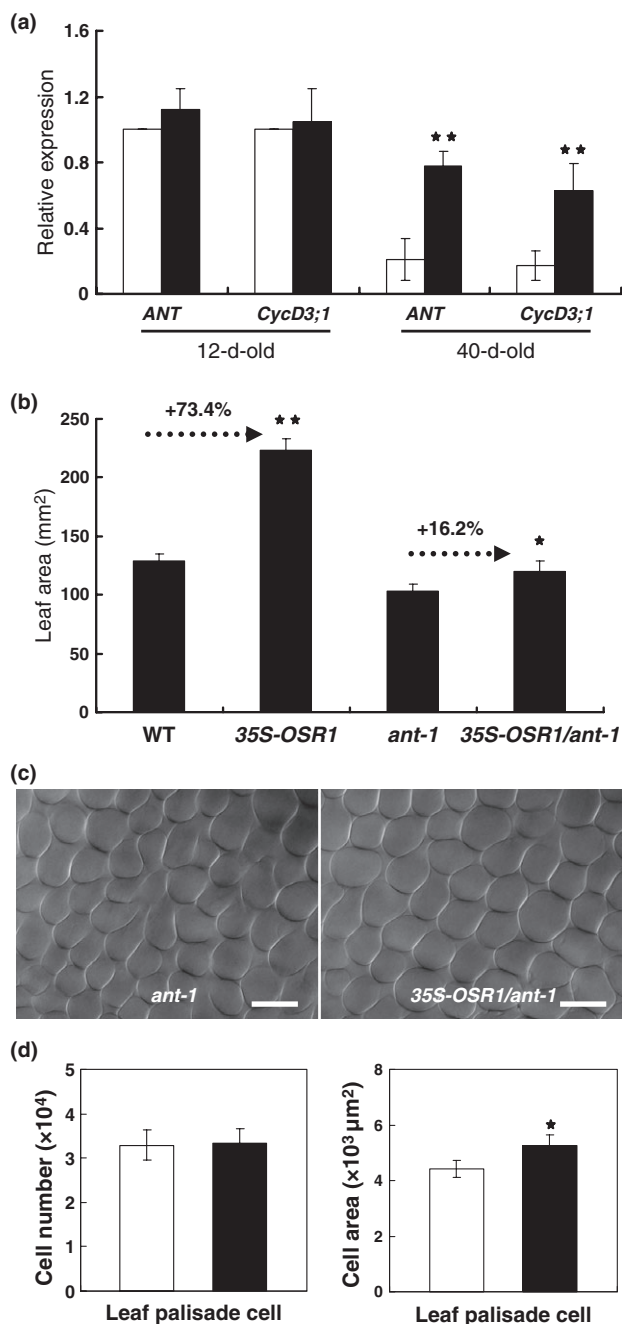 (a)
1.6
1.2
0.8
0.4
0
Relative expression
★★
★★
ANT CycD3;1 ANT CycD3;1
12-d-old 40-d-old
(b)
250
200
150
100
50
0
Leaf area (mm²)
+73.4%
★★
+16.2%
★
WT 35S-OSR1 ant-1 35S-OSR1/ant-1
(c)
ant-1
35S-OSR1/ant-1
(d)
5
4
3
2
1
0
Cell number (×10⁴)
Leaf palisade cell
8
6
4
2
0
Cell area (×10³ µm²)
★
Leaf palisade cell